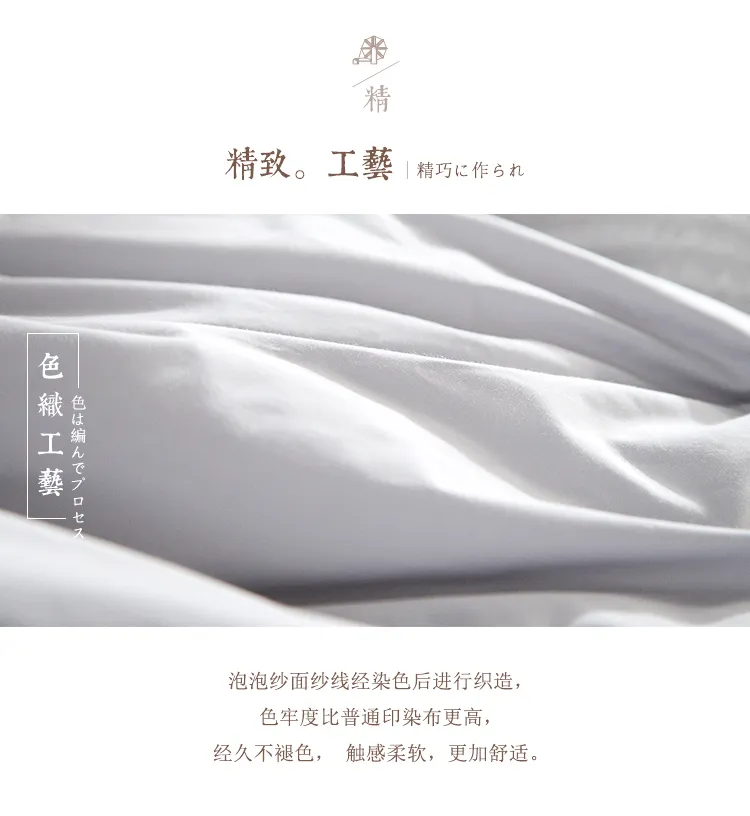 精
精致。工藝 精巧に作られ
色織工藝
色は編んでプロセス
泡泡纱面纱线经染色后进行织造，
色牢度比普通印染布更高，
经久不褪色， 触感柔软，更加舒适。